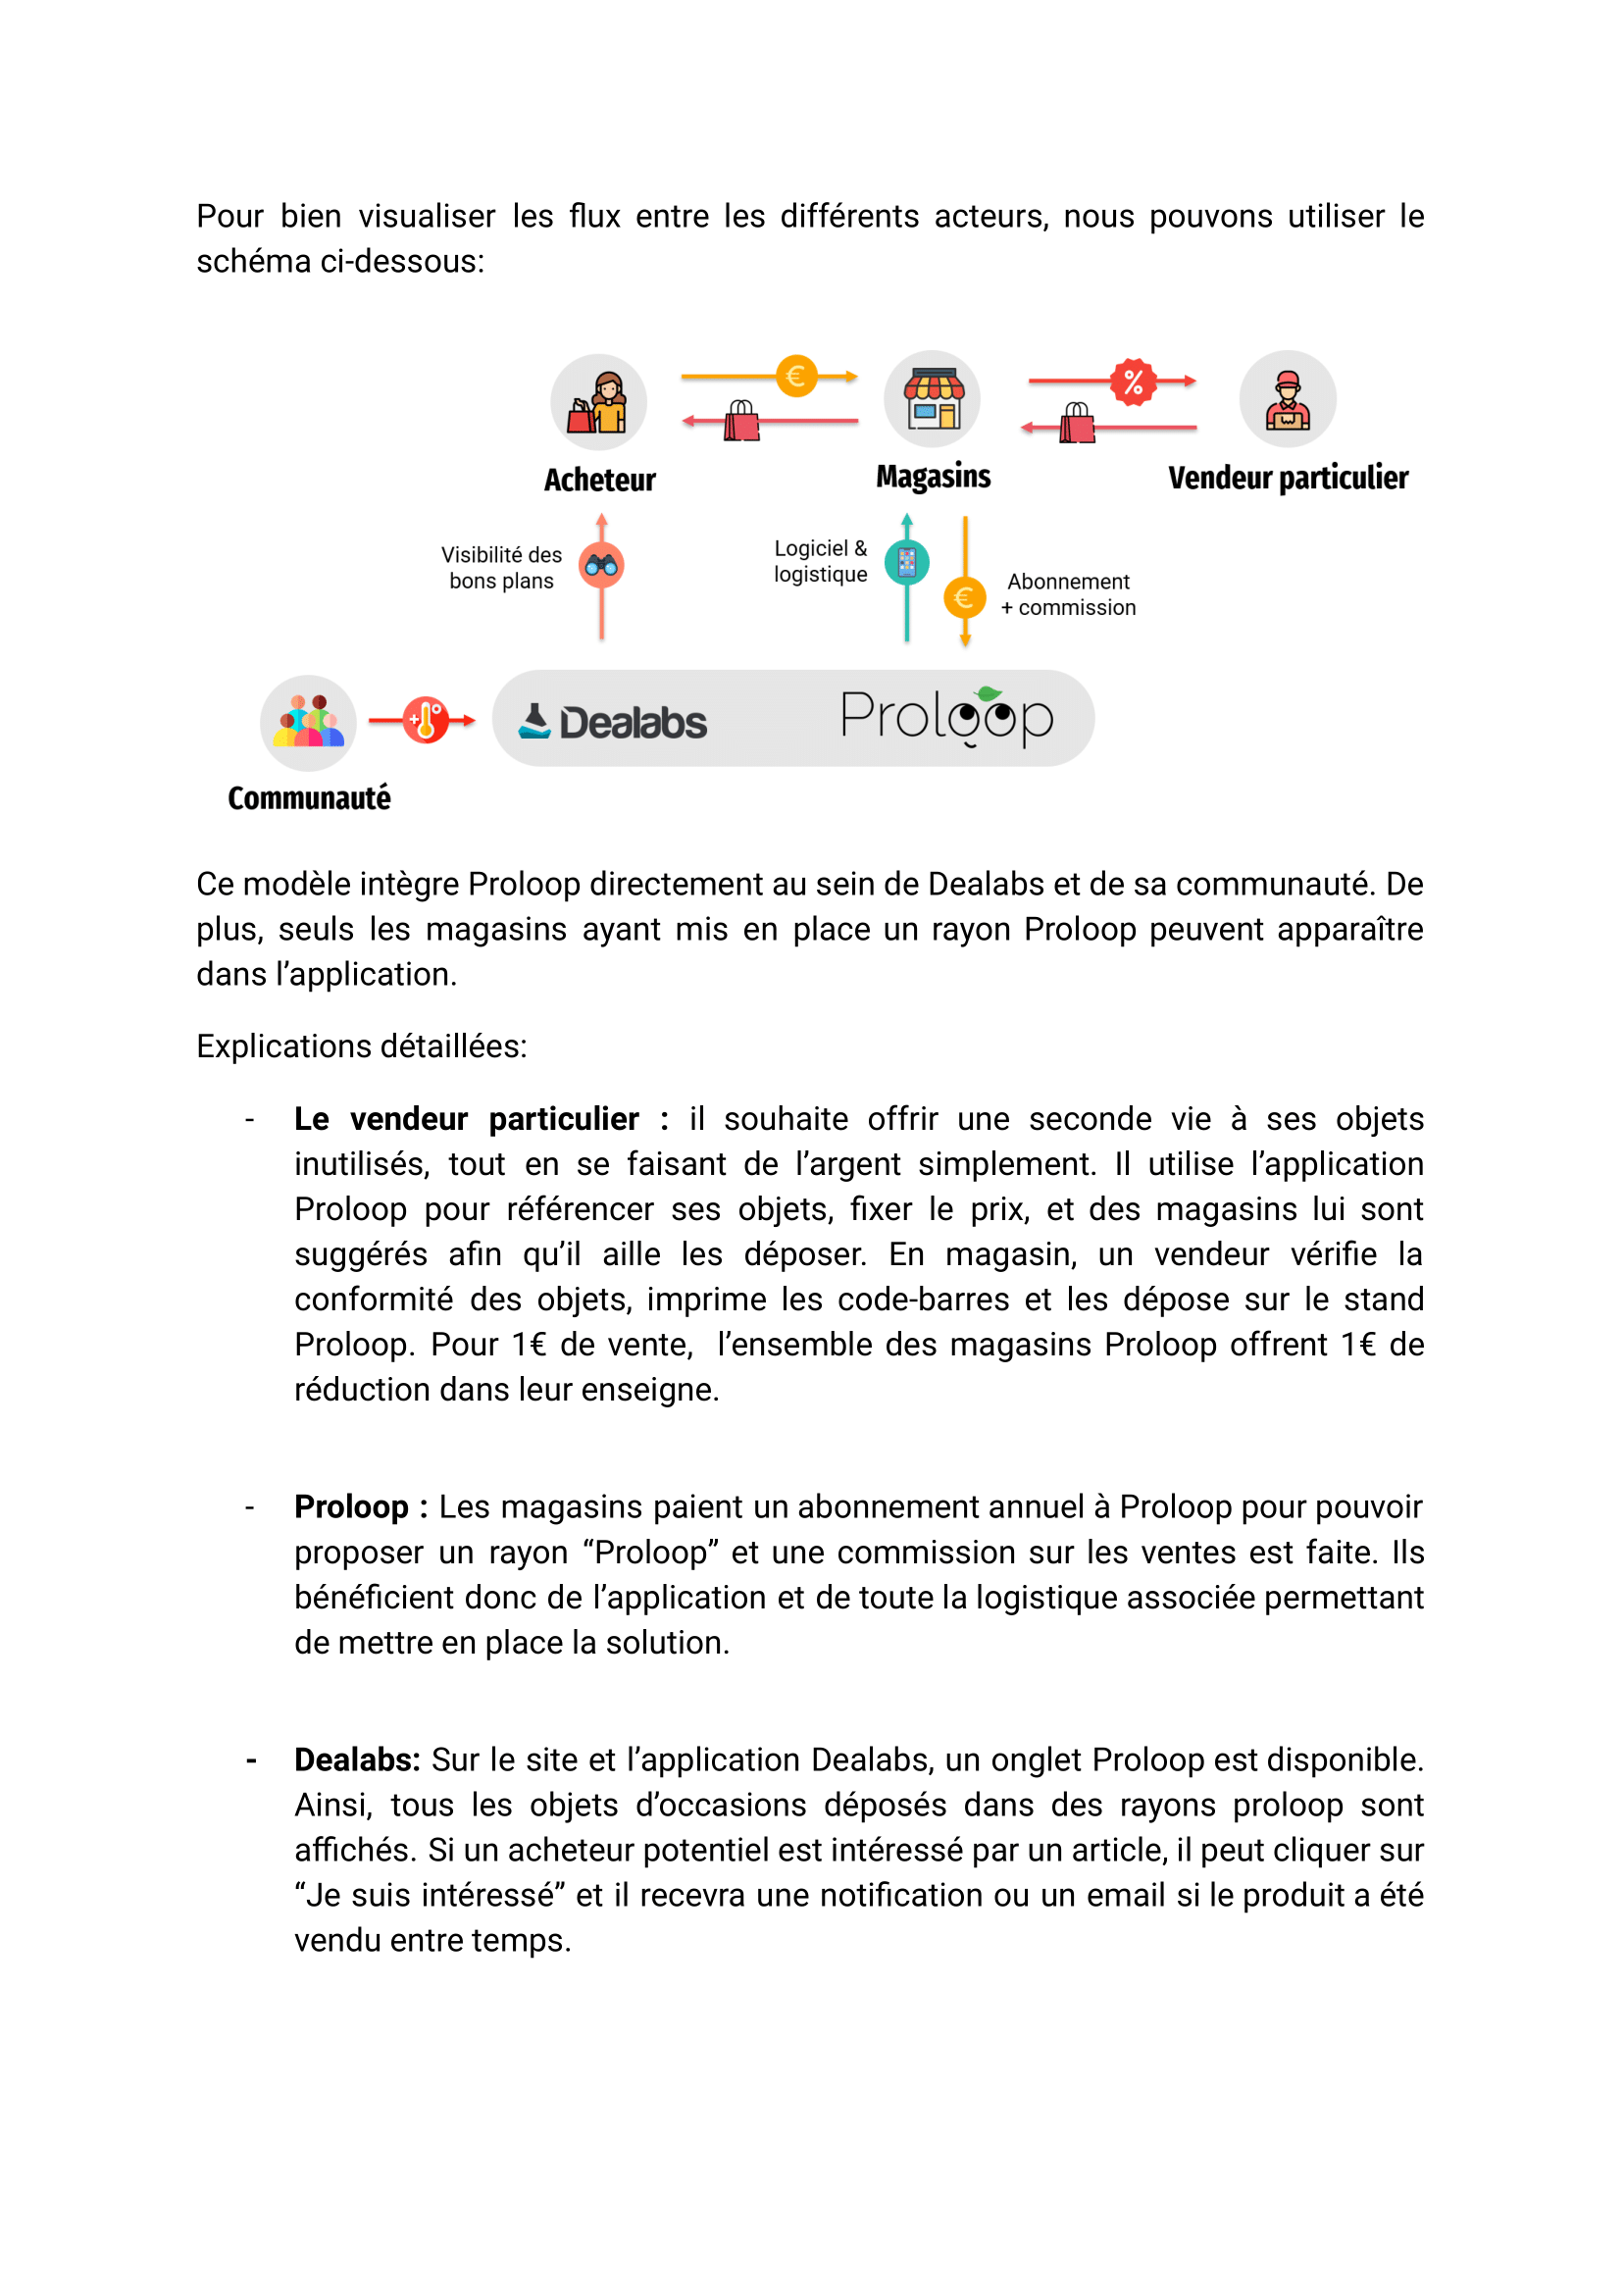 Pour bien visualiser les flux entre les différents acteurs, nous pouvons utiliser le
schéma ci-dessous:
€
%
Acheteur
Magasins
Vendeur particulier
Visibilité des
bons plans
Logiciel &
logistique
€
Abonnement
+ commission
+
Dealabs
Proloop
Communauté
Ce modèle intègre Proloop directement au sein de Dealabs et de sa communauté. De
plus, seuls les magasins ayant mis en place un rayon Proloop peuvent apparaître
dans l’application.
Explications détaillées:
- Le vendeur particulier : il souhaite offrir une seconde vie à ses objets
inutilisés, tout en se faisant de l’argent simplement. Il utilise l’application
Proloop pour référencer ses objets, fixer le prix, et des magasins lui sont
suggérés afin qu’il aille les déposer. En magasin, un vendeur vérifie la
conformité des objets, imprime les code-barres et les dépose sur le stand
Proloop. Pour 1€ de vente, l’ensemble des magasins Proloop offrent 1€ de
réduction dans leur enseigne.
- Proloop : Les magasins paient un abonnement annuel à Proloop pour pouvoir
proposer un rayon “Proloop” et une commission sur les ventes est faite. Ils
bénéficient donc de l’application et de toute la logistique associée permettant
de mettre en place la solution.
- Dealabs: Sur le site et l’application Dealabs, un onglet Proloop est disponible.
Ainsi, tous les objets d’occasions déposés dans des rayons proloop sont
affichés. Si un acheteur potentiel est intéressé par un article, il peut cliquer sur
“Je suis intéressé” et il recevra une notification ou un email si le produit a été
vendu entre temps.